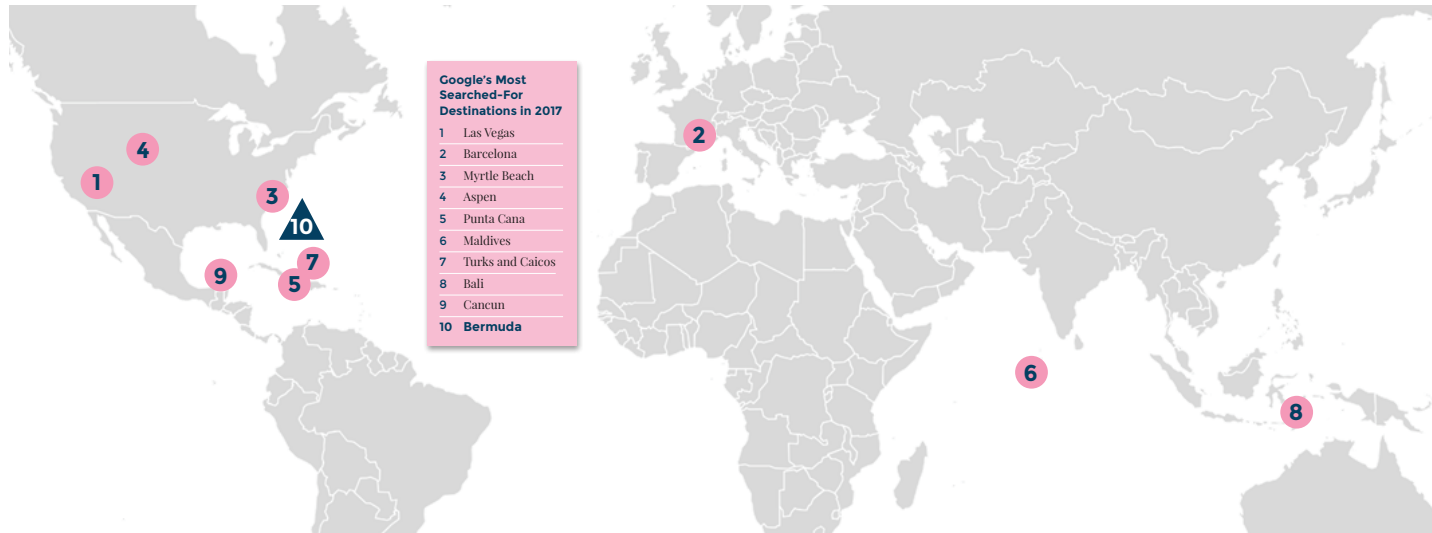 Google's Most
Searched-For
Destinations in 2017
1 Las Vegas
2 Barcelona
3 Myrtle Beach
4 Aspen
5 Punta Cana
6 Maldives
7 Turks and Caicos
8 Bali
9 Cancun
10 Bermuda
2
4
1
3
10
7
9
5
6
8